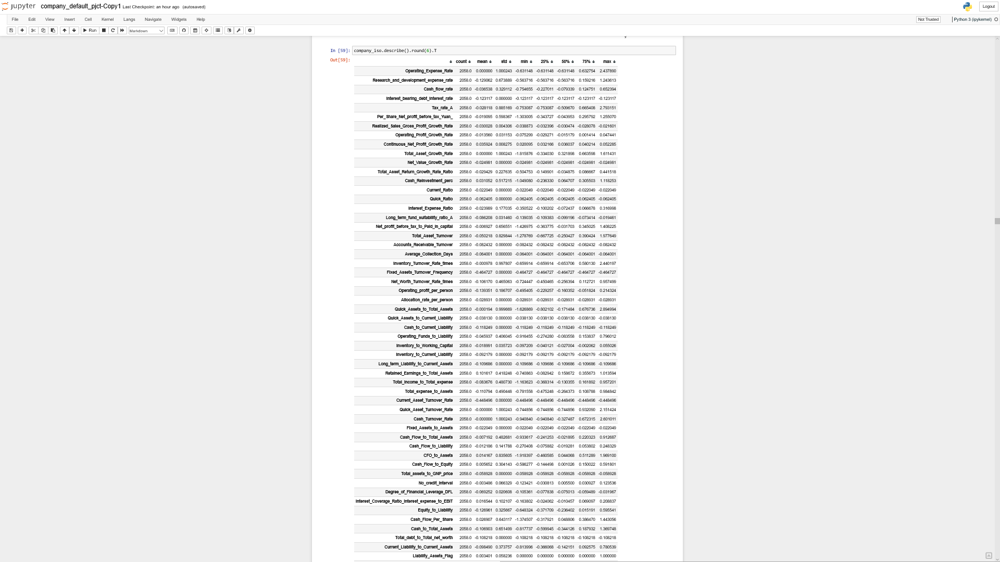 jupyter company_default_pjct-Copy1 Last Checkpoint: an hour ago (autosaved) Logout
File Edit View Insert Cell Kernel Langs Navigate Widgets Help Not Trusted Python 3 (ipykernel)
Run Markdown
In [59]: company_iso.describe().round(6).T
Out[59]:
count mean std min 25% 50% 75% max
Operating_Expense_Rate 2058.0 0.000000 1.000243 -0.631148 -0.631148 -0.631148 0.632754 2.437890
Research_and_development_expense_rate 2058.0 -0.129062 0.673889 -0.563716 -0.563716 -0.563716 0.159216 1.243613
Cash_flow_rate 2058.0 -0.036538 0.329112 -0.754655 -0.227011 -0.079339 0.124751 0.652394
Interest_bearing_debt_interest_rate 2058.0 -0.123117 0.000000 -0.123117 -0.123117 -0.123117 -0.123117 -0.123117
Tax_rate_A 2058.0 -0.028118 0.885169 -0.753087 -0.753087 -0.509670 0.665408 2.793151
Per_Share_Net_profit_before_tax_Yuan_ 2058.0 -0.019095 0.598367 -1.303005 -0.343727 -0.043953 0.295792 1.255070
Realized_Sales_Gross_Profit_Growth_Rate 2058.0 -0.030028 0.004306 -0.038873 -0.032396 -0.030474 -0.028078 -0.021601
Operating_Profit_Growth_Rate 2058.0 -0.013560 0.031153 -0.075299 -0.029271 -0.015179 0.001414 0.047441
Continuous_Net_Profit_Growth_Rate 2058.0 0.035924 0.008275 0.020095 0.032166 0.036037 0.040214 0.052285
Total_Asset_Growth_Rate 2058.0 0.000000 1.000243 -1.815876 -0.334030 0.321898 0.663598 1.611431
Net_Value_Growth_Rate 2058.0 -0.024981 0.000000 -0.024981 -0.024981 -0.024981 -0.024981 -0.024981
Total_Asset_Return_Growth_Rate_Ratio 2058.0 -0.029429 0.227635 -0.504753 -0.149901 -0.034875 0.086667 0.441518
Cash_Reinvestment_perc 2058.0 0.031052 0.517215 -1.049080 -0.236330 0.064707 0.305503 1.118253
Current_Ratio 2058.0 -0.022049 0.000000 -0.022049 -0.022049 -0.022049 -0.022049 -0.022049
Quick_Ratio 2058.0 -0.062405 0.000000 -0.062405 -0.062405 -0.062405 -0.062405 -0.062405
Interest_Expense_Ratio 2058.0 -0.023989 0.177035 -0.350522 -0.100202 -0.072437 0.066678 0.316998
Long_term_fund_suitability_ratio_A 2058.0 -0.086208 0.031460 -0.139035 -0.109383 -0.099196 -0.073414 -0.019461
Net_profit_before_tax_to_Paid_in_capital 2058.0 -0.006927 0.656551 -1.426975 -0.363775 -0.031703 0.345025 1.408225
Total_Asset_Turnover 2058.0 -0.050218 0.829844 -1.278769 -0.667725 -0.250427 0.390424 1.977649
Accounts_Receivable_Turnover 2058.0 -0.082432 0.000000 -0.082432 -0.082432 -0.082432 -0.082432 -0.082432
Average_Collection_Days 2058.0 -0.064001 0.000000 -0.064001 -0.064001 -0.064001 -0.064001 -0.064001
Inventory_Turnover_Rate_times 2058.0 -0.000978 0.997807 -0.659914 -0.659914 -0.653706 0.580130 2.440197
Fixed_Assets_Turnover_Frequency 2058.0 -0.464727 0.000000 -0.464727 -0.464727 -0.464727 -0.464727 -0.464727
Net_Worth_Turnover_Rate_times 2058.0 -0.106170 0.465063 -0.724447 -0.450465 -0.256394 0.112721 0.957499
Operating_profit_per_person 2058.0 -0.139351 0.186707 -0.495405 -0.229257 -0.160352 -0.051824 0.214324
Allocation_rate_per_person 2058.0 -0.028931 0.000000 -0.028931 -0.028931 -0.028931 -0.028931 -0.028931
Quick_Assets_to_Total_Assets 2058.0 -0.000194 0.999669 -1.626869 -0.802102 -0.171484 0.676736 2.894994
Quick_Assets_to_Current_Liability 2058.0 -0.038130 0.000000 -0.038130 -0.038130 -0.038130 -0.038130 -0.038130
Cash_to_Current_Liability 2058.0 -0.118249 0.000000 -0.118249 -0.118249 -0.118249 -0.118249 -0.118249
Operating_Funds_to_Liability 2058.0 -0.045937 0.406045 -0.916455 -0.274280 -0.083558 0.153837 0.796012
Inventory_to_Working_Capital 2058.0 -0.018991 0.035723 -0.097209 -0.040121 -0.027004 -0.002062 0.055026
Inventory_to_Current_Liability 2058.0 -0.092179 0.000000 -0.092179 -0.092179 -0.092179 -0.092179 -0.092179
Long_term_Liability_to_Current_Assets 2058.0 -0.109686 0.000000 -0.109686 -0.109686 -0.109686 -0.109686 -0.109686
Retained_Earnings_to_Total_Assets 2058.0 0.101617 0.418248 -0.740863 -0.082942 0.158672 0.355673 1.013594
Total_income_to_Total_expense 2058.0 -0.083676 0.480730 -1.163623 -0.368314 -0.130355 0.161892 0.957201
Total_expense_to_Assets 2058.0 -0.110794 0.490448 -0.781558 -0.475248 -0.264373 0.108788 0.984842
Current_Asset_Turnover_Rate 2058.0 -0.448496 0.000000 -0.448496 -0.448496 -0.448496 -0.448496 -0.448496
Quick_Asset_Turnover_Rate 2058.0 -0.000000 1.000243 -0.744856 -0.744856 -0.744856 0.932090 2.151424
Cash_Turnover_Rate 2058.0 -0.000000 1.000243 -0.940840 -0.940840 -0.327487 0.672315 2.601011
Fixed_Assets_to_Assets 2058.0 -0.022049 0.000000 -0.022049 -0.022049 -0.022049 -0.022049 -0.022049
Cash_Flow_to_Total_Assets 2058.0 -0.007192 0.482681 -0.933617 -0.241253 -0.021895 0.220323 0.912687
Cash_Flow_to_Liability 2058.0 -0.012186 0.141788 -0.270408 -0.075882 -0.019281 0.053802 0.248329
CFO_to_Assets 2058.0 0.014167 0.835605 -1.918397 -0.460585 0.044068 0.511289 1.969100
Cash_Flow_to_Equity 2058.0 0.005652 0.304143 -0.586277 -0.144498 0.001026 0.150022 0.591801
Total_assets_to_GNP_price 2058.0 -0.058928 0.000000 -0.058928 -0.058928 -0.058928 -0.058928 -0.058928
No_credit_interval 2058.0 -0.003486 0.066329 -0.123421 -0.030813 0.005500 0.030927 0.123536
Degree_of_Financial_Leverage_DFL 2058.0 -0.069252 0.020608 -0.105361 -0.077838 -0.075013 -0.059489 -0.031967
Interest_Coverage_Ratio_Interest_expense_to_EBIT 2058.0 0.016544 0.102107 -0.163802 -0.024062 -0.010457 0.069097 0.208837
Equity_to_Liability 2058.0 -0.126961 0.325667 -0.648324 -0.371709 -0.236402 0.015191 0.595541
Cash_Flow_Per_Share 2058.0 0.026907 0.643117 -1.374507 -0.317921 0.048806 0.386470 1.443056
Cash_to_Total_Assets 2058.0 -0.106903 0.651499 -0.817737 -0.599945 -0.344126 0.187932 1.369748
Total_debt_to_Total_net_worth 2058.0 -0.108218 0.000000 -0.108218 -0.108218 -0.108218 -0.108218 -0.108218
Current_Liability_to_Current_Assets 2058.0 -0.098490 0.373757 -0.813996 -0.366068 -0.142151 0.092575 0.780539
Liability_Assets_Flag 2058.0 0.003401 0.058236 0.000000 0.000000 0.000000 0.000000 1.000000